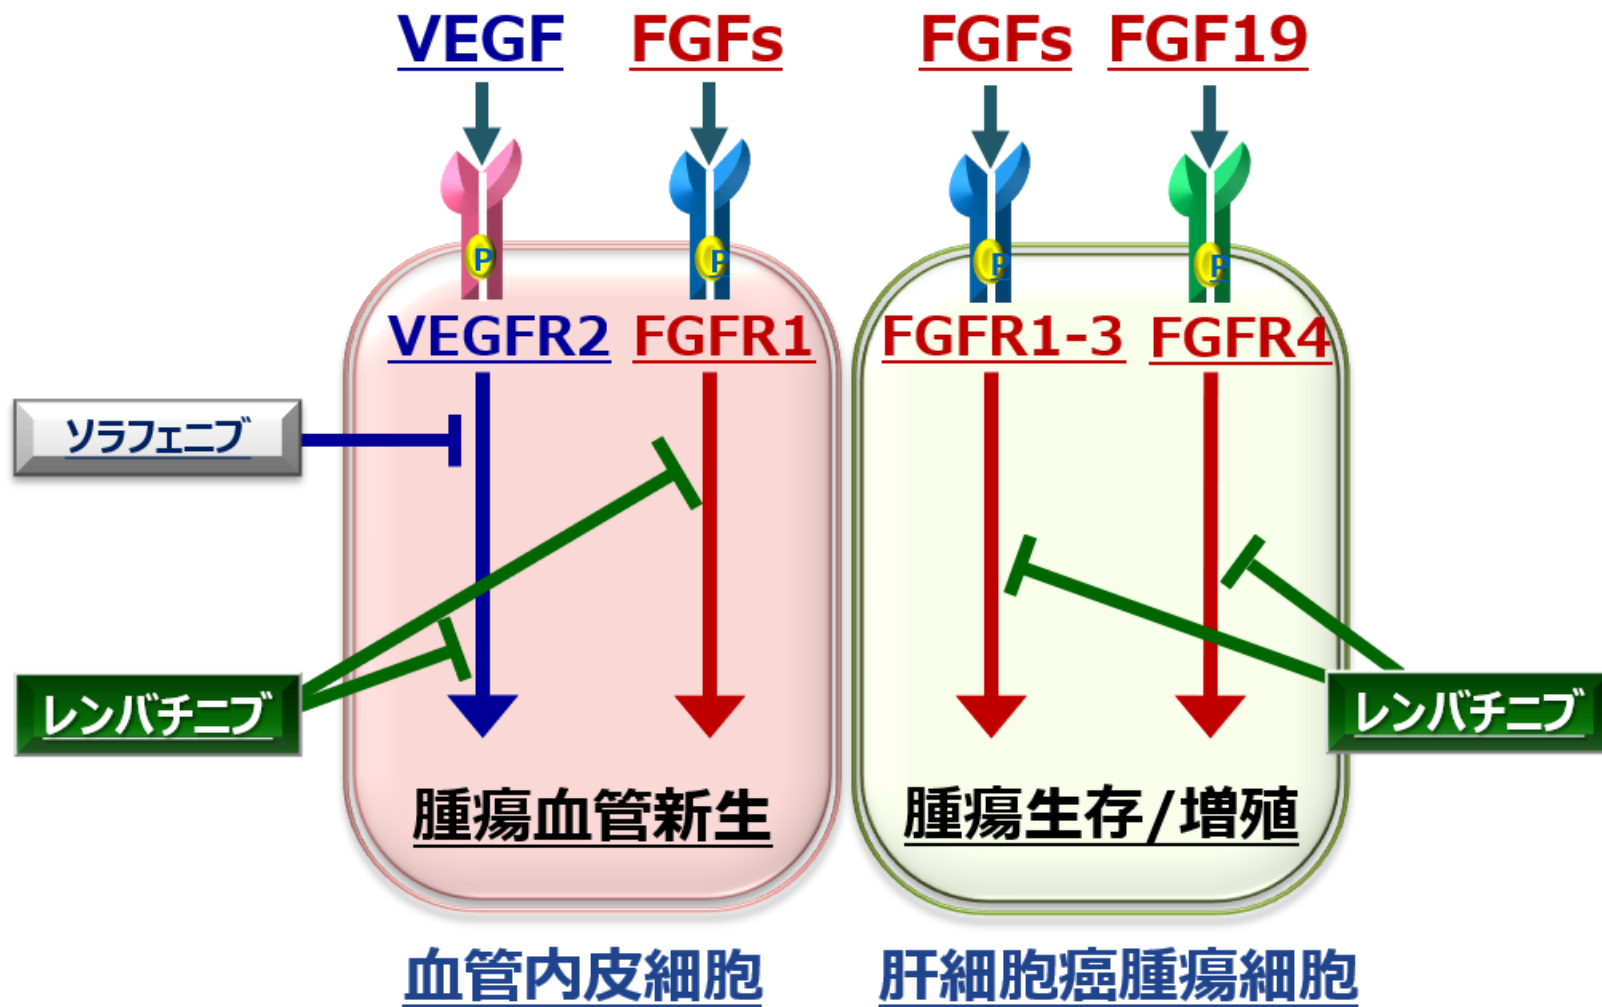 VEGF FGFs FGFs FGF19
P P P P
VEGFR2 FGFR1 FGFR1-3 FGFR4
ソラフェニブ
レンバチニブ レンバチニブ
腫瘍血管新生 腫瘍生存/増殖
血管内皮細胞 肝細胞癌腫瘍細胞